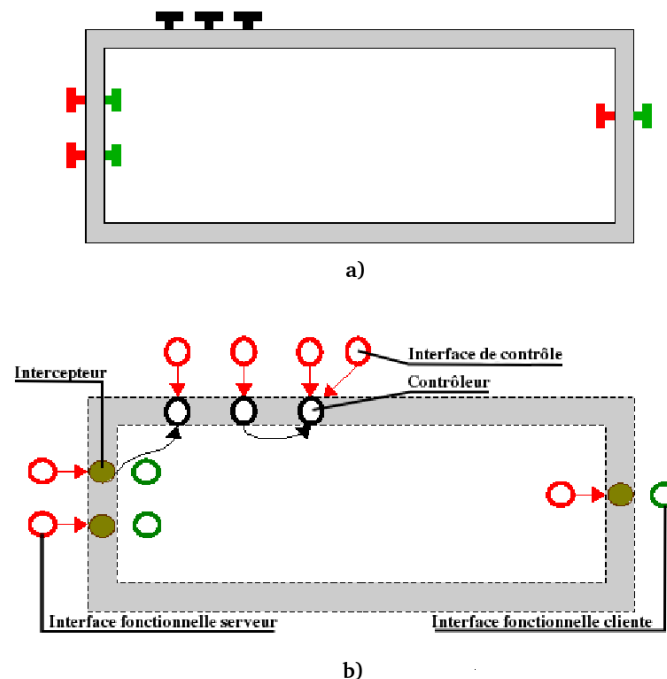 a)
Interface de contrôle
Intercepteur
Contrôleur
Interface fonctionnelle serveur
Interface fonctionnelle cliente
b)